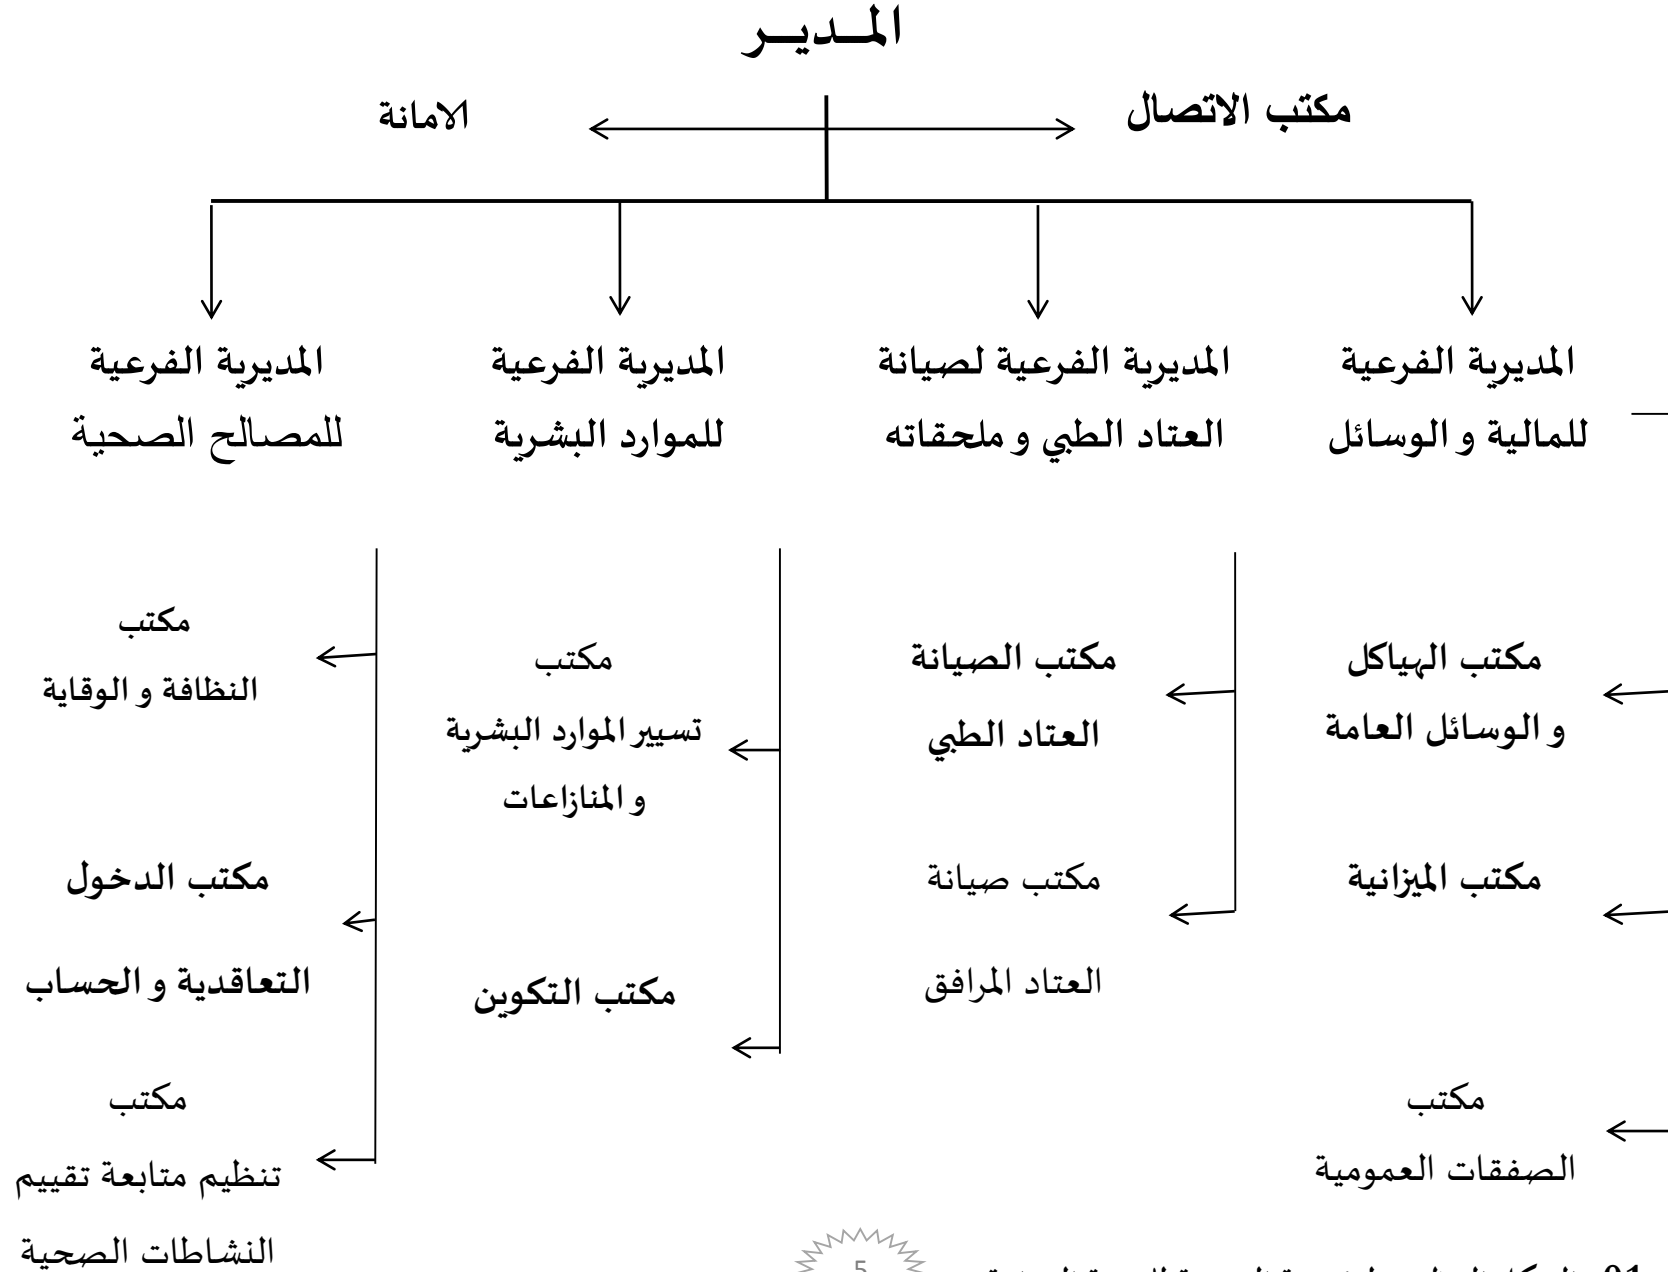 المـدير
مكتب الاتصال
الامانة
المديرية الفرعية
للمالية و الوسائل
المديرية الفرعية لصيانة
العتاد الطبي و ملحقاته
المديرية الفرعية
للموارد البشرية
المديرية الفرعية
للمصالح الصحية
مكتب الهياكل
و الوسائل العامة
مكتب الميزانية
مكتب
الصفقات العمومية
مكتب الصيانة
العتاد الطبي
مكتب صيانة
العتاد المرافق
مكتب
تسيير الموارد البشرية
و المنازاعات
مكتب التكوين
مكتب
النظافة و الوقاية
مكتب الدخول
التعاقدية و الحساب
مكتب
تنظيم متابعة تقييم
النشاطات الصحية
5